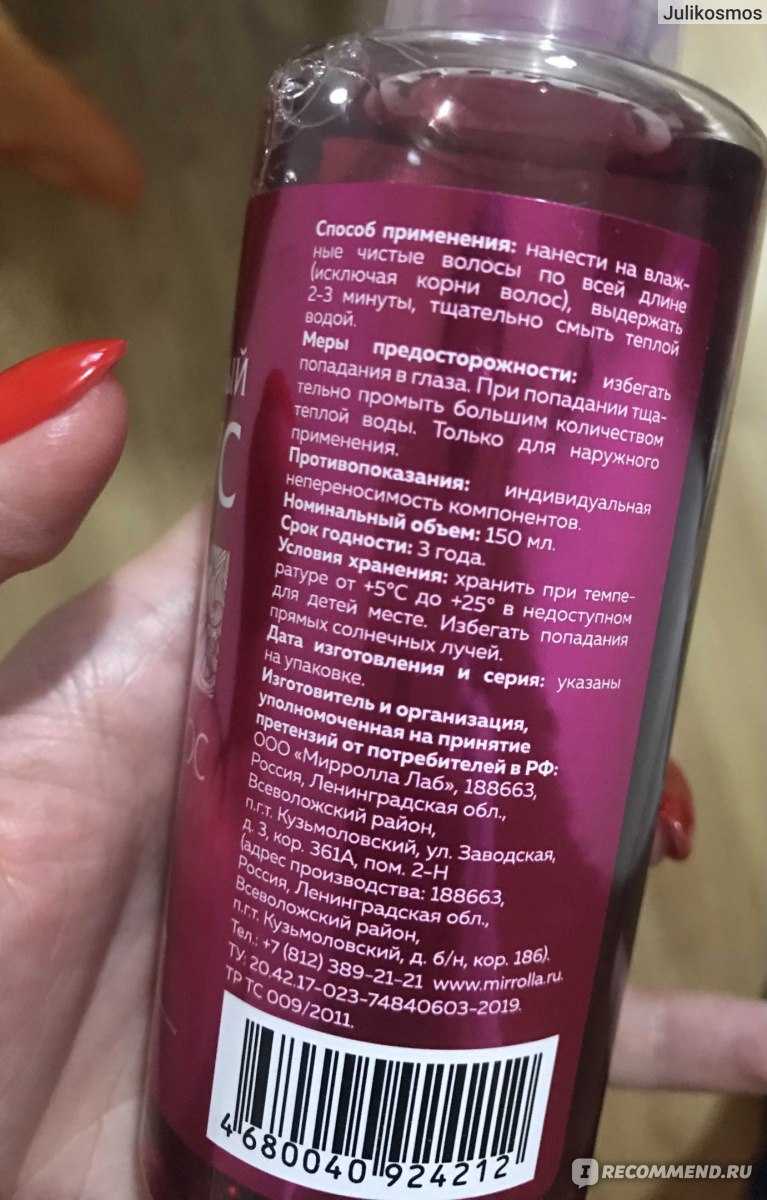 Julikosmos
Способ применения: нанести на влаж-
ные чистые волосы по всей длине
(исключая корни волос), выдержать
2-3 минуты, тщательно смыть теплой
водой.
Меры предосторожности: избегать
попадания в глаза. При попадании тща-
тельно промыть большим количеством
теплой воды. Только для наружного
применения.
Противопоказания: индивидуальная
непереносимость компонентов.
Номинальный объем: 150 мл.
Срок годности: 3 года.
Условия хранения: хранить при темпе-
ратуре от +5°C до +25° в недоступном
для детей месте. Избегать попадания
прямых солнечных лучей.
Дата изготовления и серия: указаны
на упаковке.
Изготовитель и организация,
уполномоченная на принятие
претензий от потребителей в РФ:
ООО «Мирролла Лаб», 188663,
Россия, Ленинградская обл.,
Всеволожский район,
п.г.т. Кузьмоловский, ул. Заводская,
д. 3, кор. 361А, пом. 2-Н
(адрес производства: 188663,
Россия, Ленинградская обл.,
Всеволожский район,
п.г.т. Кузьмоловский, д. б/н, кор. 186).
Тел.: +7 (812) 389-21-21 www.mirrolla.ru.
ТУ 20.42.17-023-74840603-2019.
ТР ТС 009/2011.
4 680040 924212
IRECOMMEND.RU